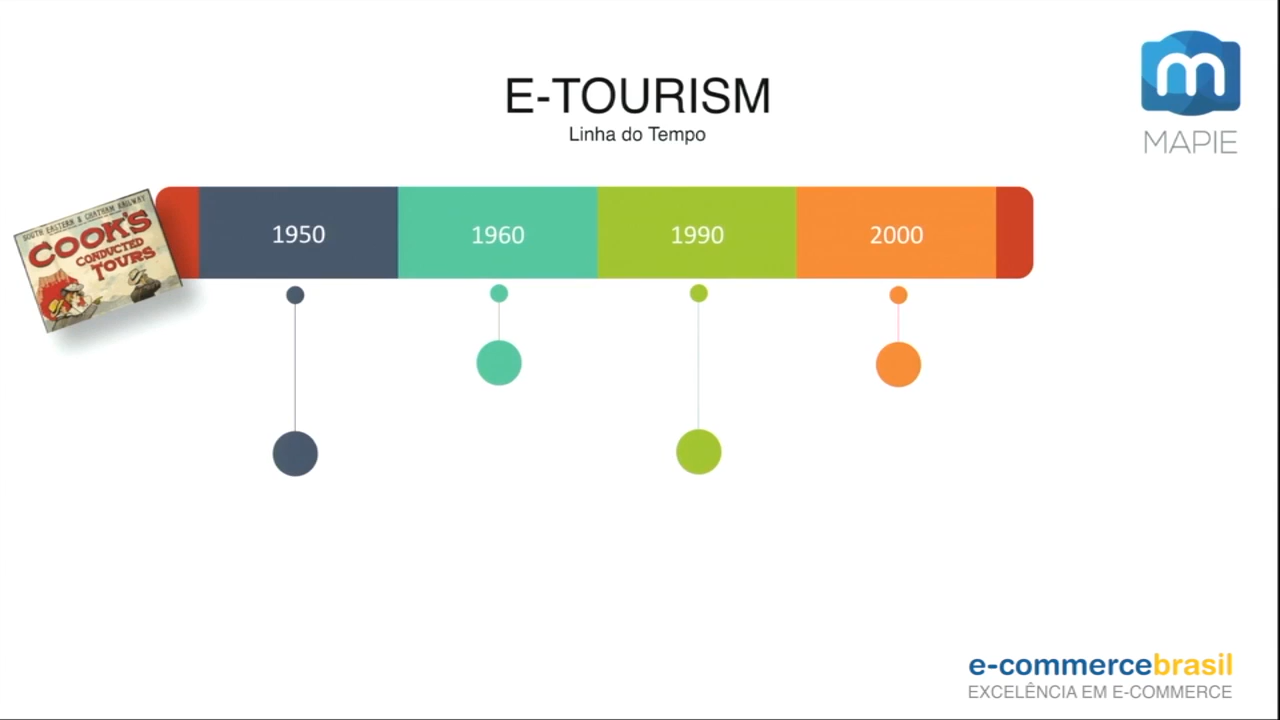 E-TOURISM
Linha do Tempo
MAPIE
SOUTH EASTERN & CHATHAM RAILWAY
COOK'S
CONDUCTED
TOURS
1950
1960
1990
2000
e-commercebrasil
EXCELÊNCIA EM E-COMMERCE